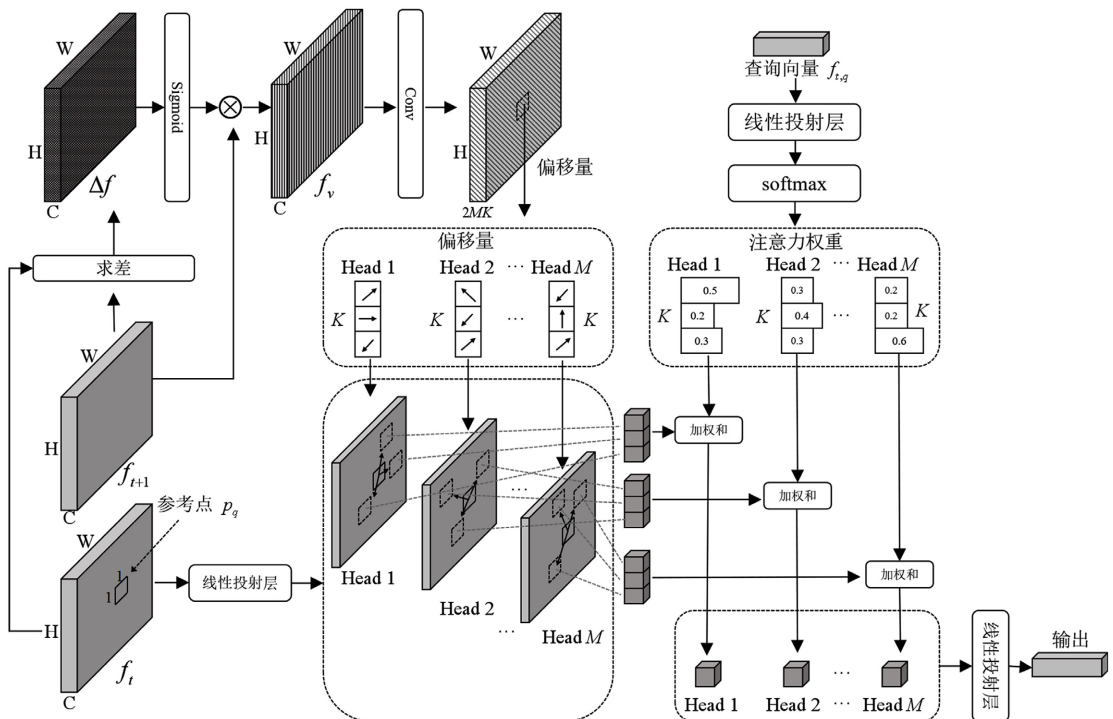 W
H
C
Δf
Sigmoid
W
H
C
f_v
Conv
W
H
2MK
偏移量
查询向量 f_{t,q}
线性投射层
softmax
求差
偏移量
Head 1 Head 2 ··· Head M
K K ··· K
注意力权重
Head 1 Head 2 ··· Head M
0.5 0.3 0.2
K 0.2 K 0.4 ··· 0.2 K
0.3 0.3 0.6
W
H
C
f_{t+1}
参考点 p_q
W
1
1
H
C
f_t
线性投射层
Head 1
···
Head 2
···
Head M
加权和
加权和
加权和
Head 1 Head 2 ··· Head M
···
线性投射层
输出